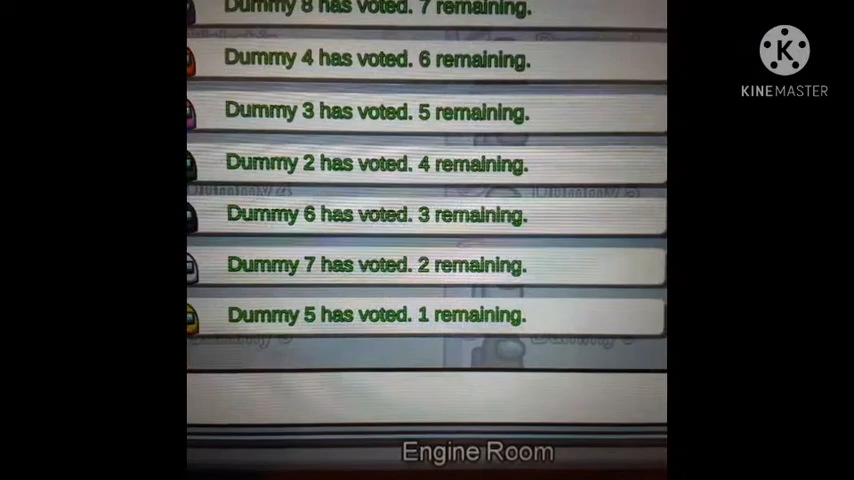 Dummy 8 has voted. 7 remaining.
Dummy 4 has voted. 6 remaining.
Dummy 3 has voted. 5 remaining.
Dummy 2 has voted. 4 remaining.
Dummy 6 has voted. 3 remaining.
Dummy 7 has voted. 2 remaining.
Dummy 5 has voted. 1 remaining.
Engine Room
K
KINEMASTER